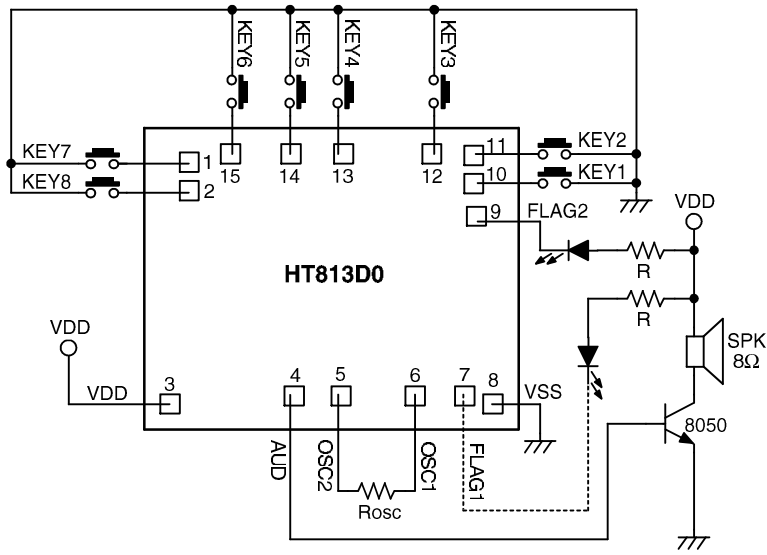 KEY6
KEY5
KEY4
KEY3
KEY7
KEY8
1
2
15
14
13
12
11
10
9
KEY2
KEY1
FLAG2
VDD
R
HT813D0
R
VDD
VDD
3
4
5
6
7
8
VSS
SPK
8Ω
8050
AUD
OSC2
OSC1
FLAG1
Rosc